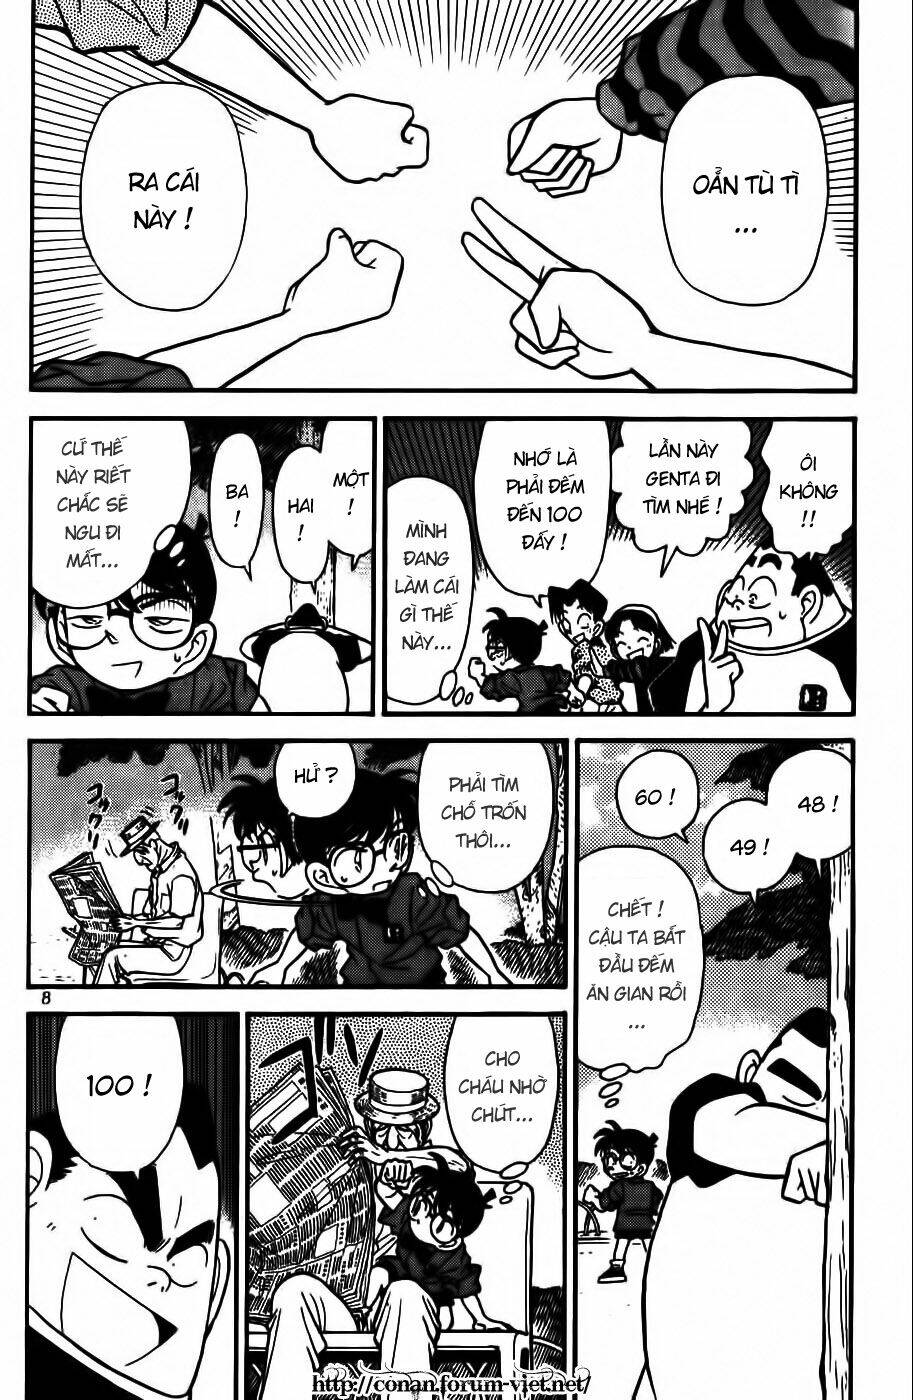 OẲN TÙ TÌ
...
RA CÁI
NÀY !
ÔI
KHÔNG
!!
LẦN NÀY
GENTA ĐI
TÌM NHÉ !
NHỚ LÀ
PHẢI ĐẾM
ĐẾN 100
ĐẤY !
MÌNH
ĐANG
LÀM CÁI
GÌ THẾ
NÀY...
MỘT
!
HAI
!
BA
!
CỨ THẾ
NÀY RIẾT
CHẮC SẼ
NGU ĐI
MẤT...
48 !
49 !
60 !
CHẾT !
CẬU TA BẮT
ĐẦU ĐẾM
ĂN GIAN RỒI
...
PHẢI TÌM
CHỖ TRỐN
THÔI...
HỬ ?
8
CHO
CHÁU NHỜ
CHÚT...
100 !
http://conan.forum-viet.net/